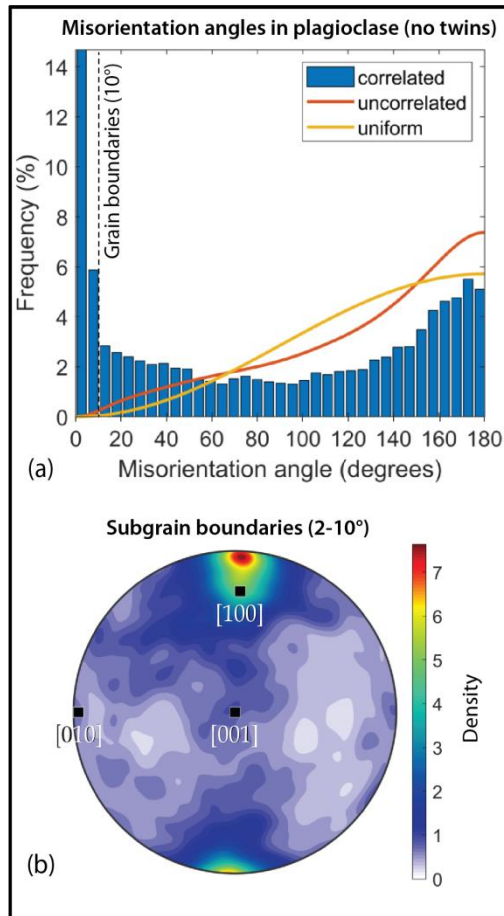 Misorientation angles in plagioclase (no twins)
14
12
10
8
6
4
2
0
Frequency (%)
Grain boundaries (10°)
correlated
uncorrelated
uniform
0 20 40 60 80 100 120 140 160 180
Misorientation angle (degrees)
(a)
Subgrain boundaries (2-10°)
[100]
[010]
[001]
7
6
5
4
3
2
1
0
Density
(b)